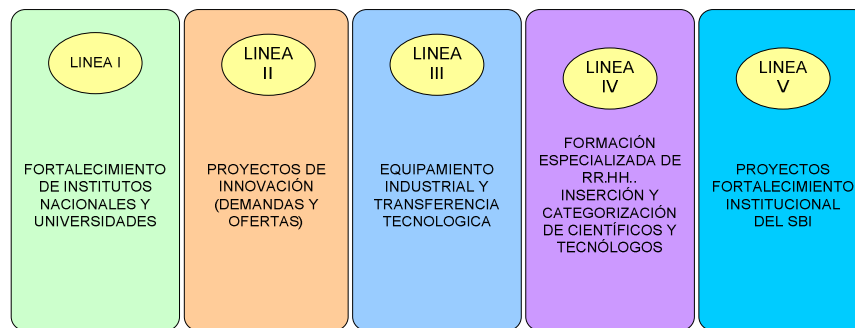 LINEA I
FORTALECIMIENTO
DE INSTITUTOS
NACIONALES Y
UNIVERSIDADES
LINEA
II
PROYECTOS DE
INNOVACIÓN
(DEMANDAS Y
OFERTAS)
LINEA
III
EQUIPAMIENTO
INDUSTRIAL Y
TRANSFERENCIA
TECNOLOGICA
LINEA
IV
FORMACIÓN
ESPECIALIZADA DE
RR.HH..
INSERCIÓN Y
CATEGORIZACIÓN
DE CIENTÍFICOS Y
TECNÓLOGOS
LINEA
V
PROYECTOS
FORTALECIMIENTO
INSTITUCIONAL
DEL SBI